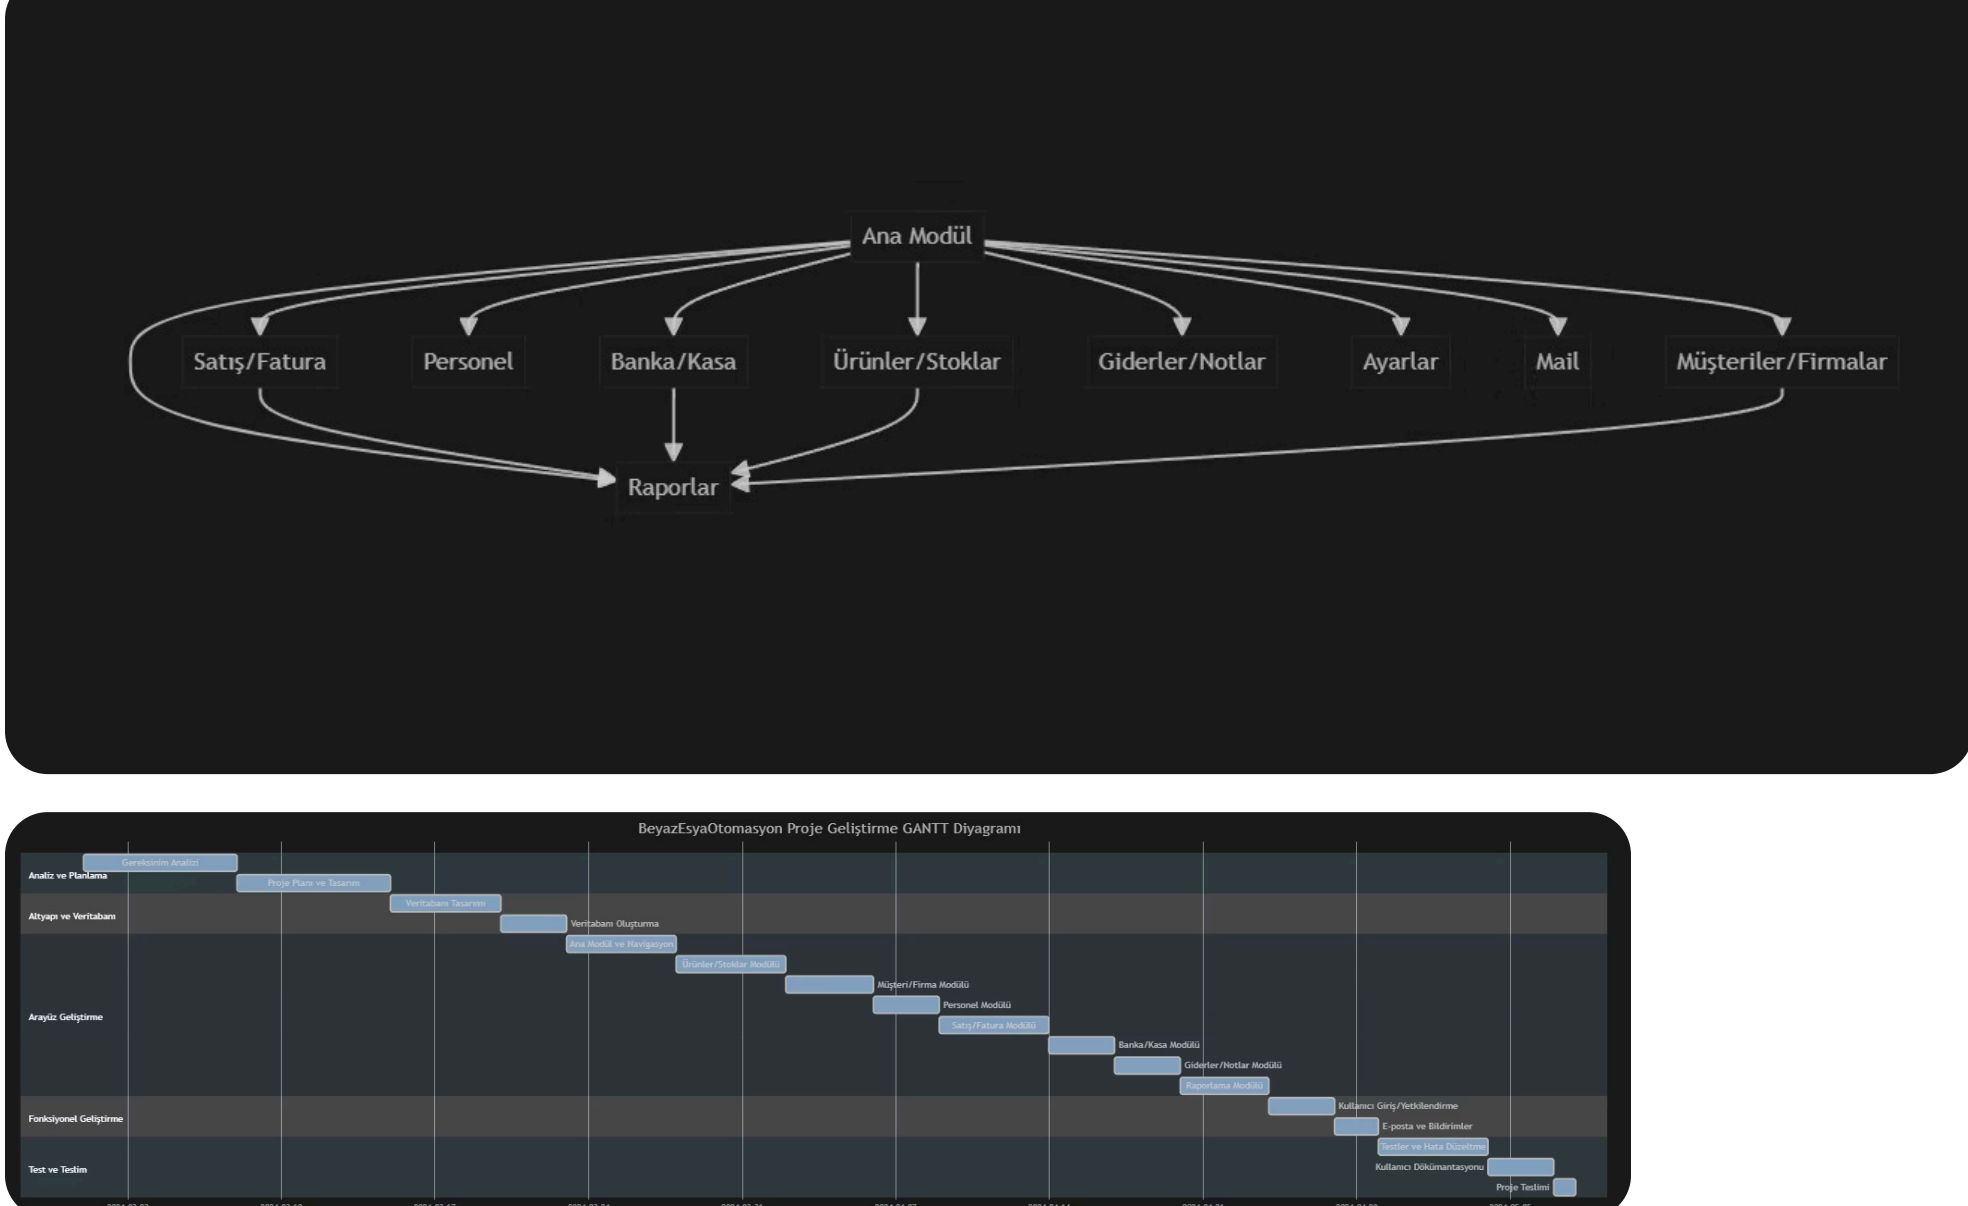 Ana Modül
Satış/Fatura
Personel
Banka/Kasa
Ürünler/Stoklar
Giderler/Notlar
Ayarlar
Mail
Müşteriler/Firmalar
Raporlar
BeyazEsyaOtomasyon Proje Geliştirme GANTT Diyagramı
Analiz ve Planlama
Gereksinim Analizi
Proje Planı ve Tasarım
Altyapı ve Veritabanı
Veritabanı Tasarımı
Veritabanı Oluşturma
Arayüz Geliştirme
Ana Modül ve Navigasyon
Ürünler/Stoklar Modülü
Müşteri/Firma Modülü
Personel Modülü
Satış/Fatura Modülü
Banka/Kasa Modülü
Giderler/Notlar Modülü
Raporlama Modülü
Fonksiyonel Geliştirme
Kullanıcı Giriş/Yetkilendirme
E-posta ve Bildirimler
Test ve Teslim
Testler ve Hata Düzeltme
Kullanıcı Dökümantasyonu
Proje Teslimi